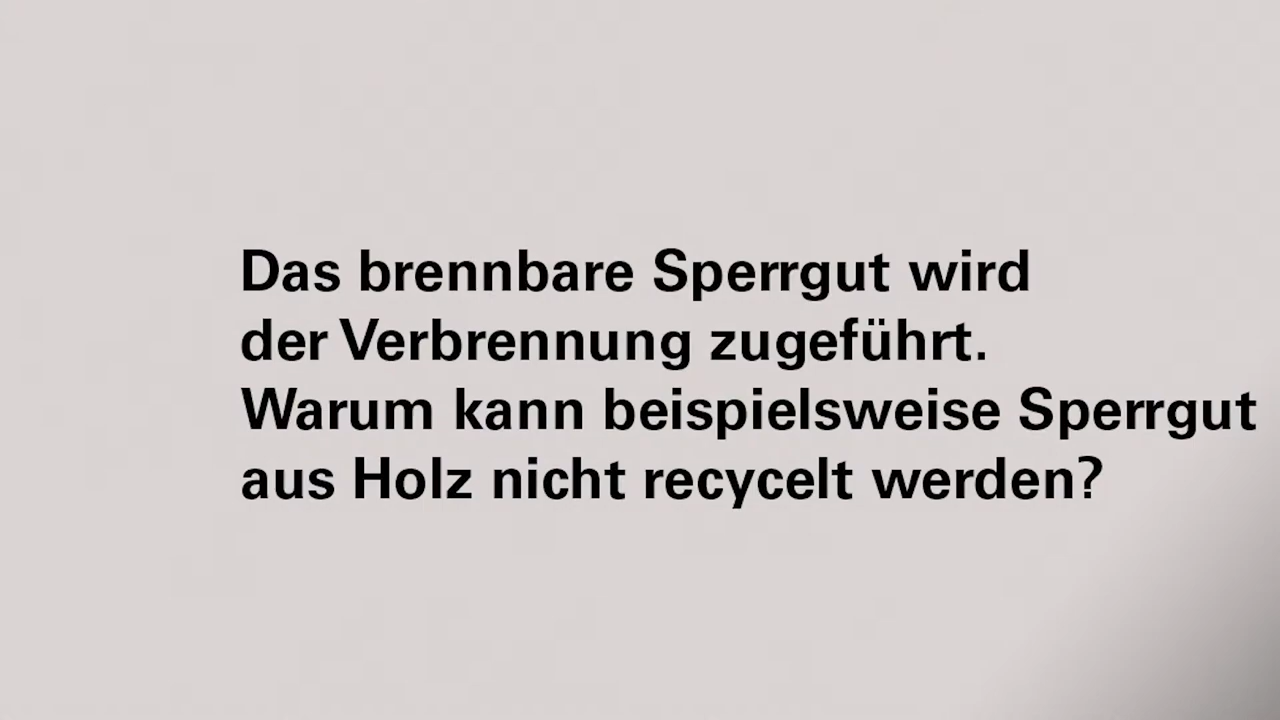 Das brennbare Sperrgut wird
der Verbrennung zugeführt.
Warum kann beispielsweise Sperrgut
aus Holz nicht recycelt werden?